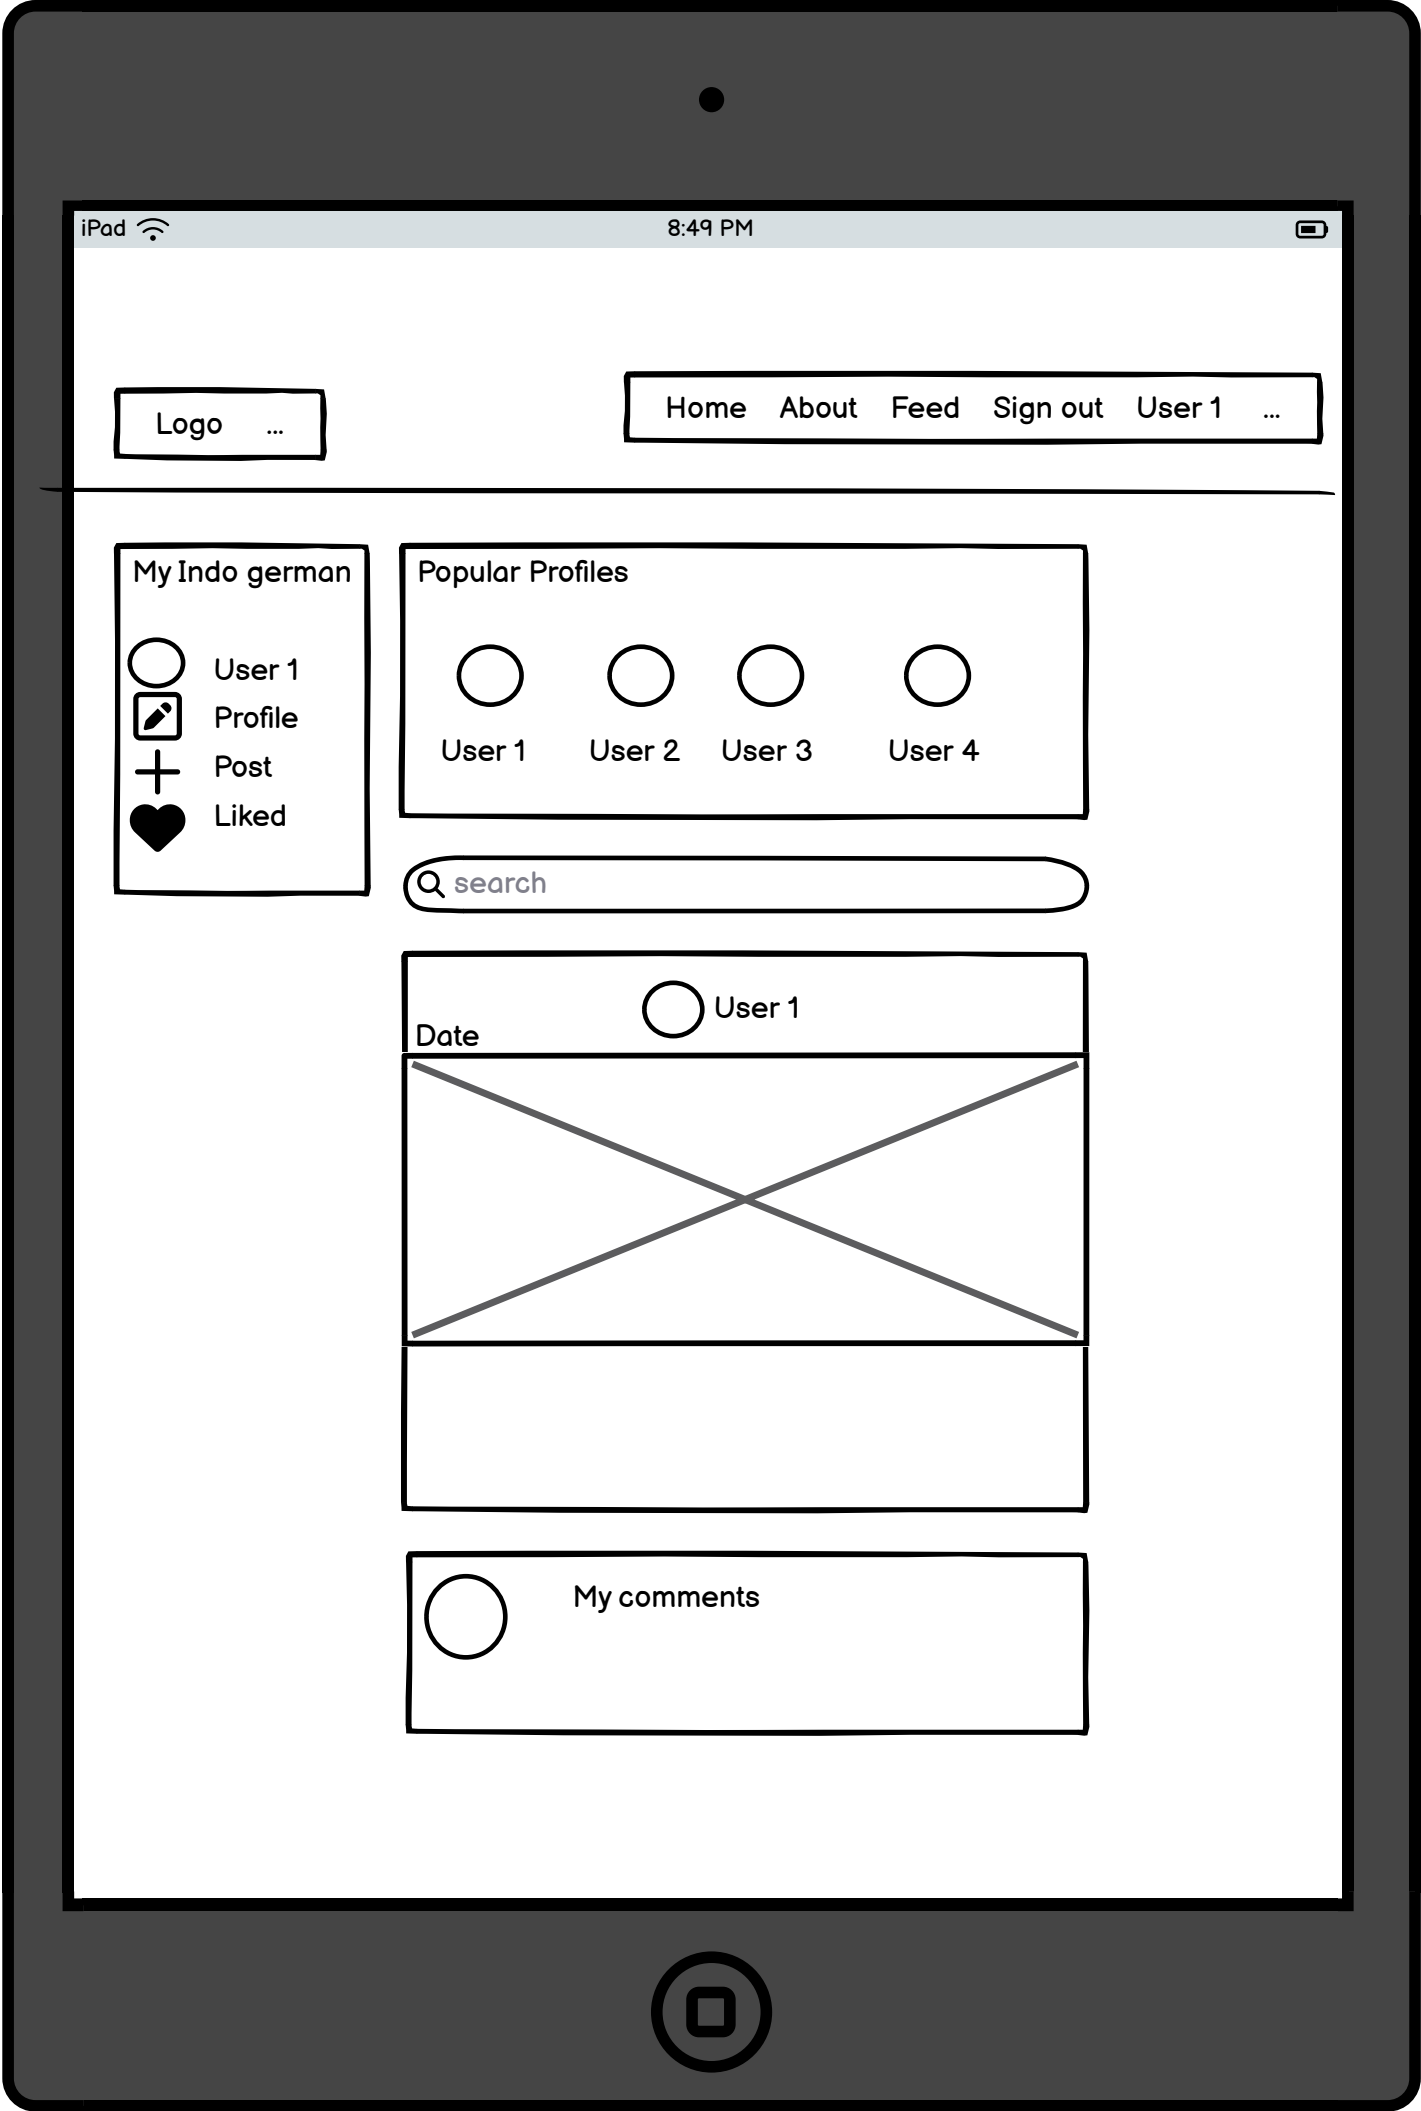 iPad 8:49 PM
Logo ...
Home About Feed Sign out User 1 ...
My Indo german
User 1
Profile
Post
Liked
Popular Profiles
User 1 User 2 User 3 User 4
search
User 1
Date
My comments